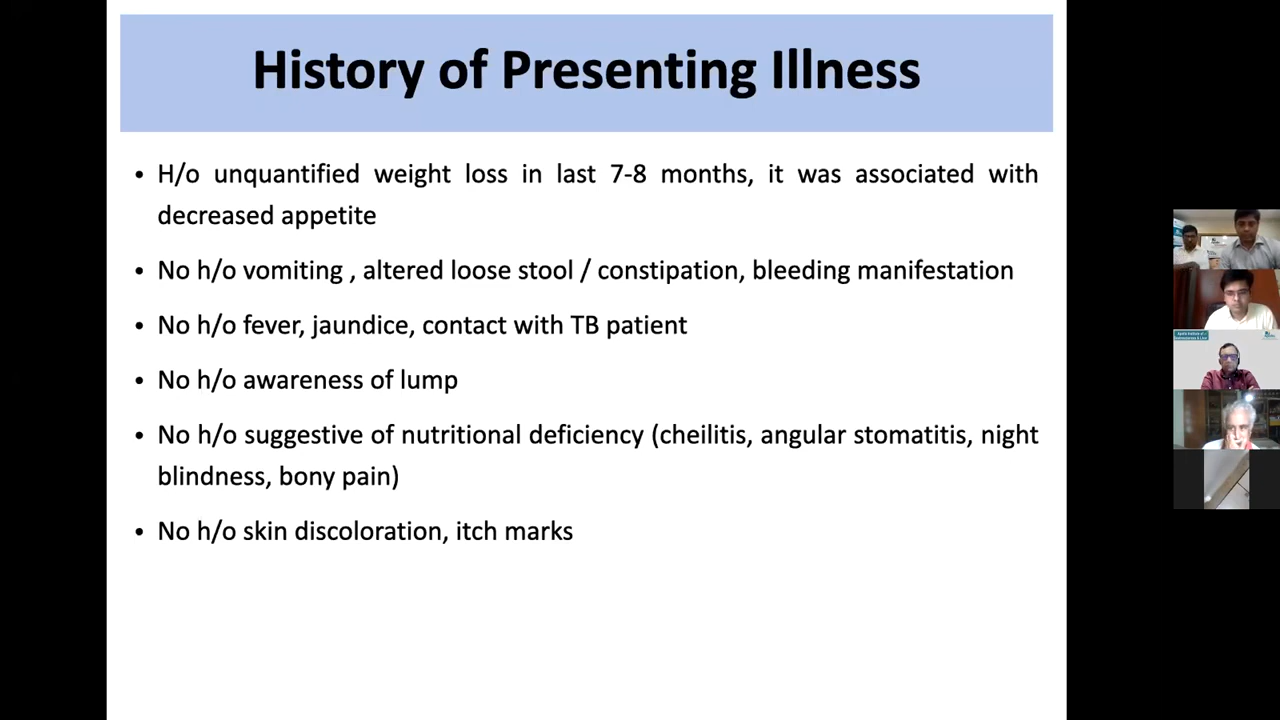 History of Presenting Illness
• H/o unquantified weight loss in last 7-8 months, it was associated with
decreased appetite
• No h/o vomiting , altered loose stool / constipation, bleeding manifestation
• No h/o fever, jaundice, contact with TB patient
• No h/o awareness of lump
• No h/o suggestive of nutritional deficiency (cheilitis, angular stomatitis, night
blindness, bony pain)
• No h/o skin discoloration, itch marks